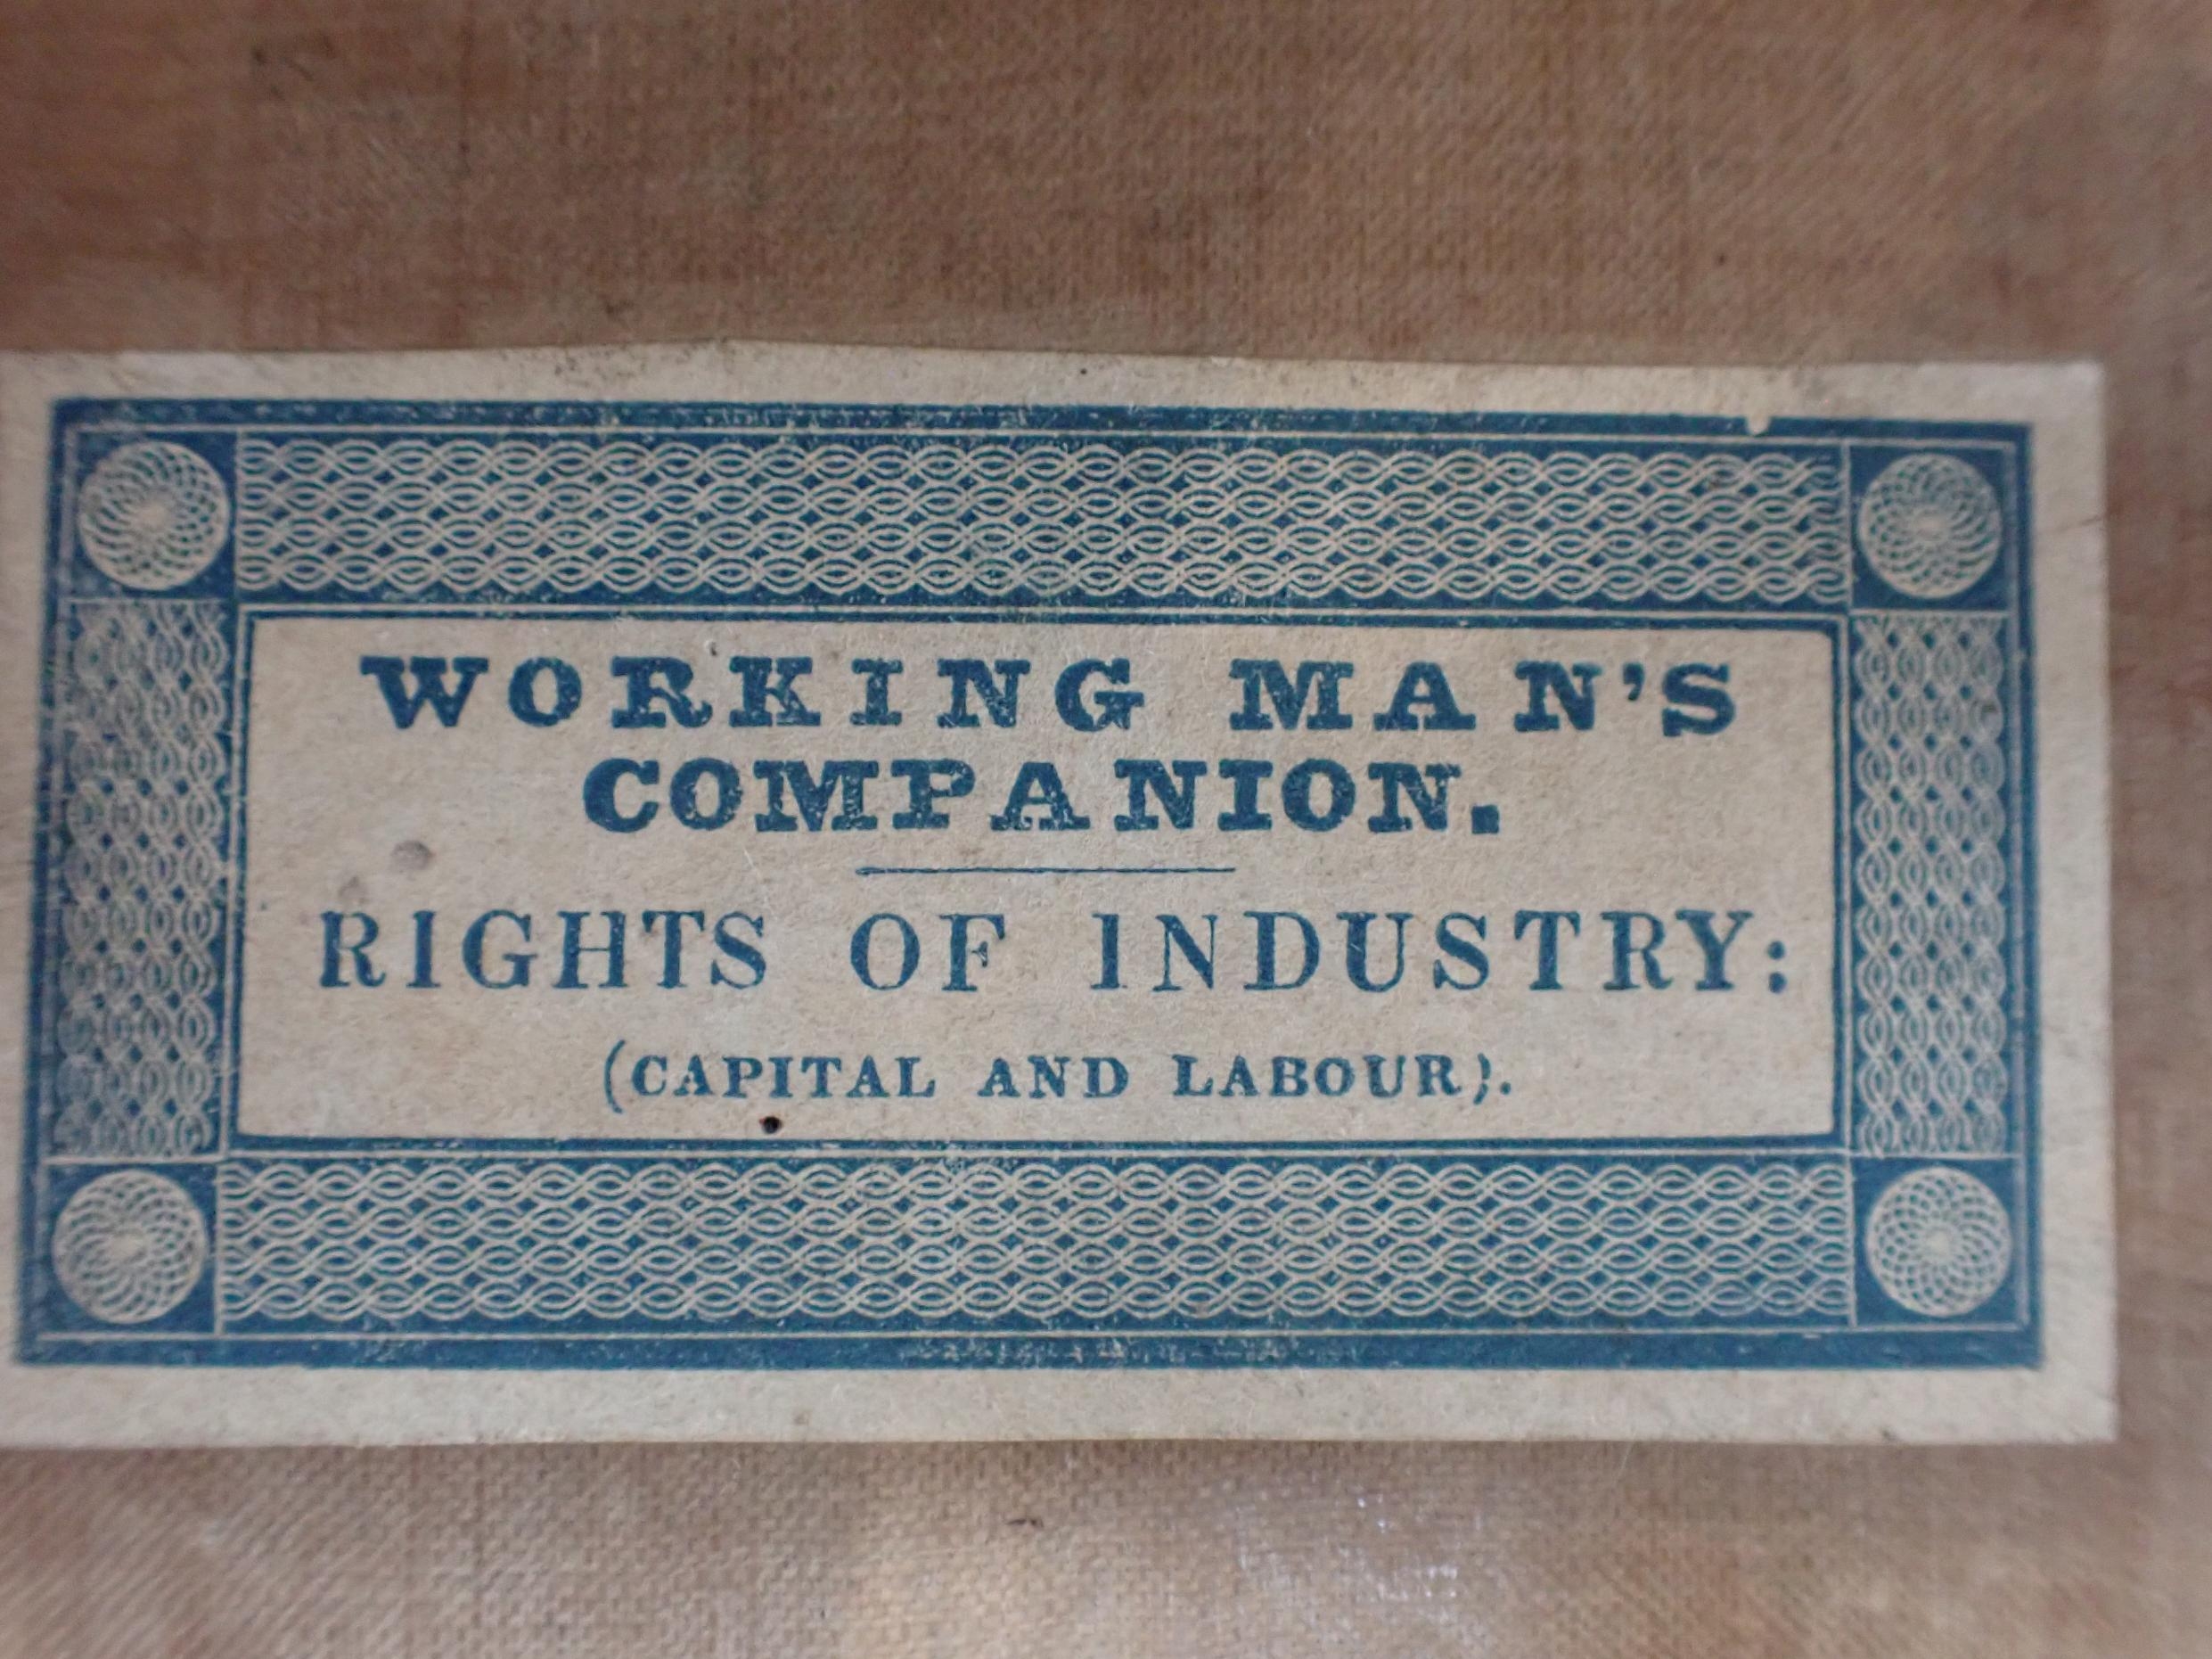 WORKING MAN'S
COMPANION.
RIGHTS OF INDUSTRY:
(CAPITAL AND LABOUR).